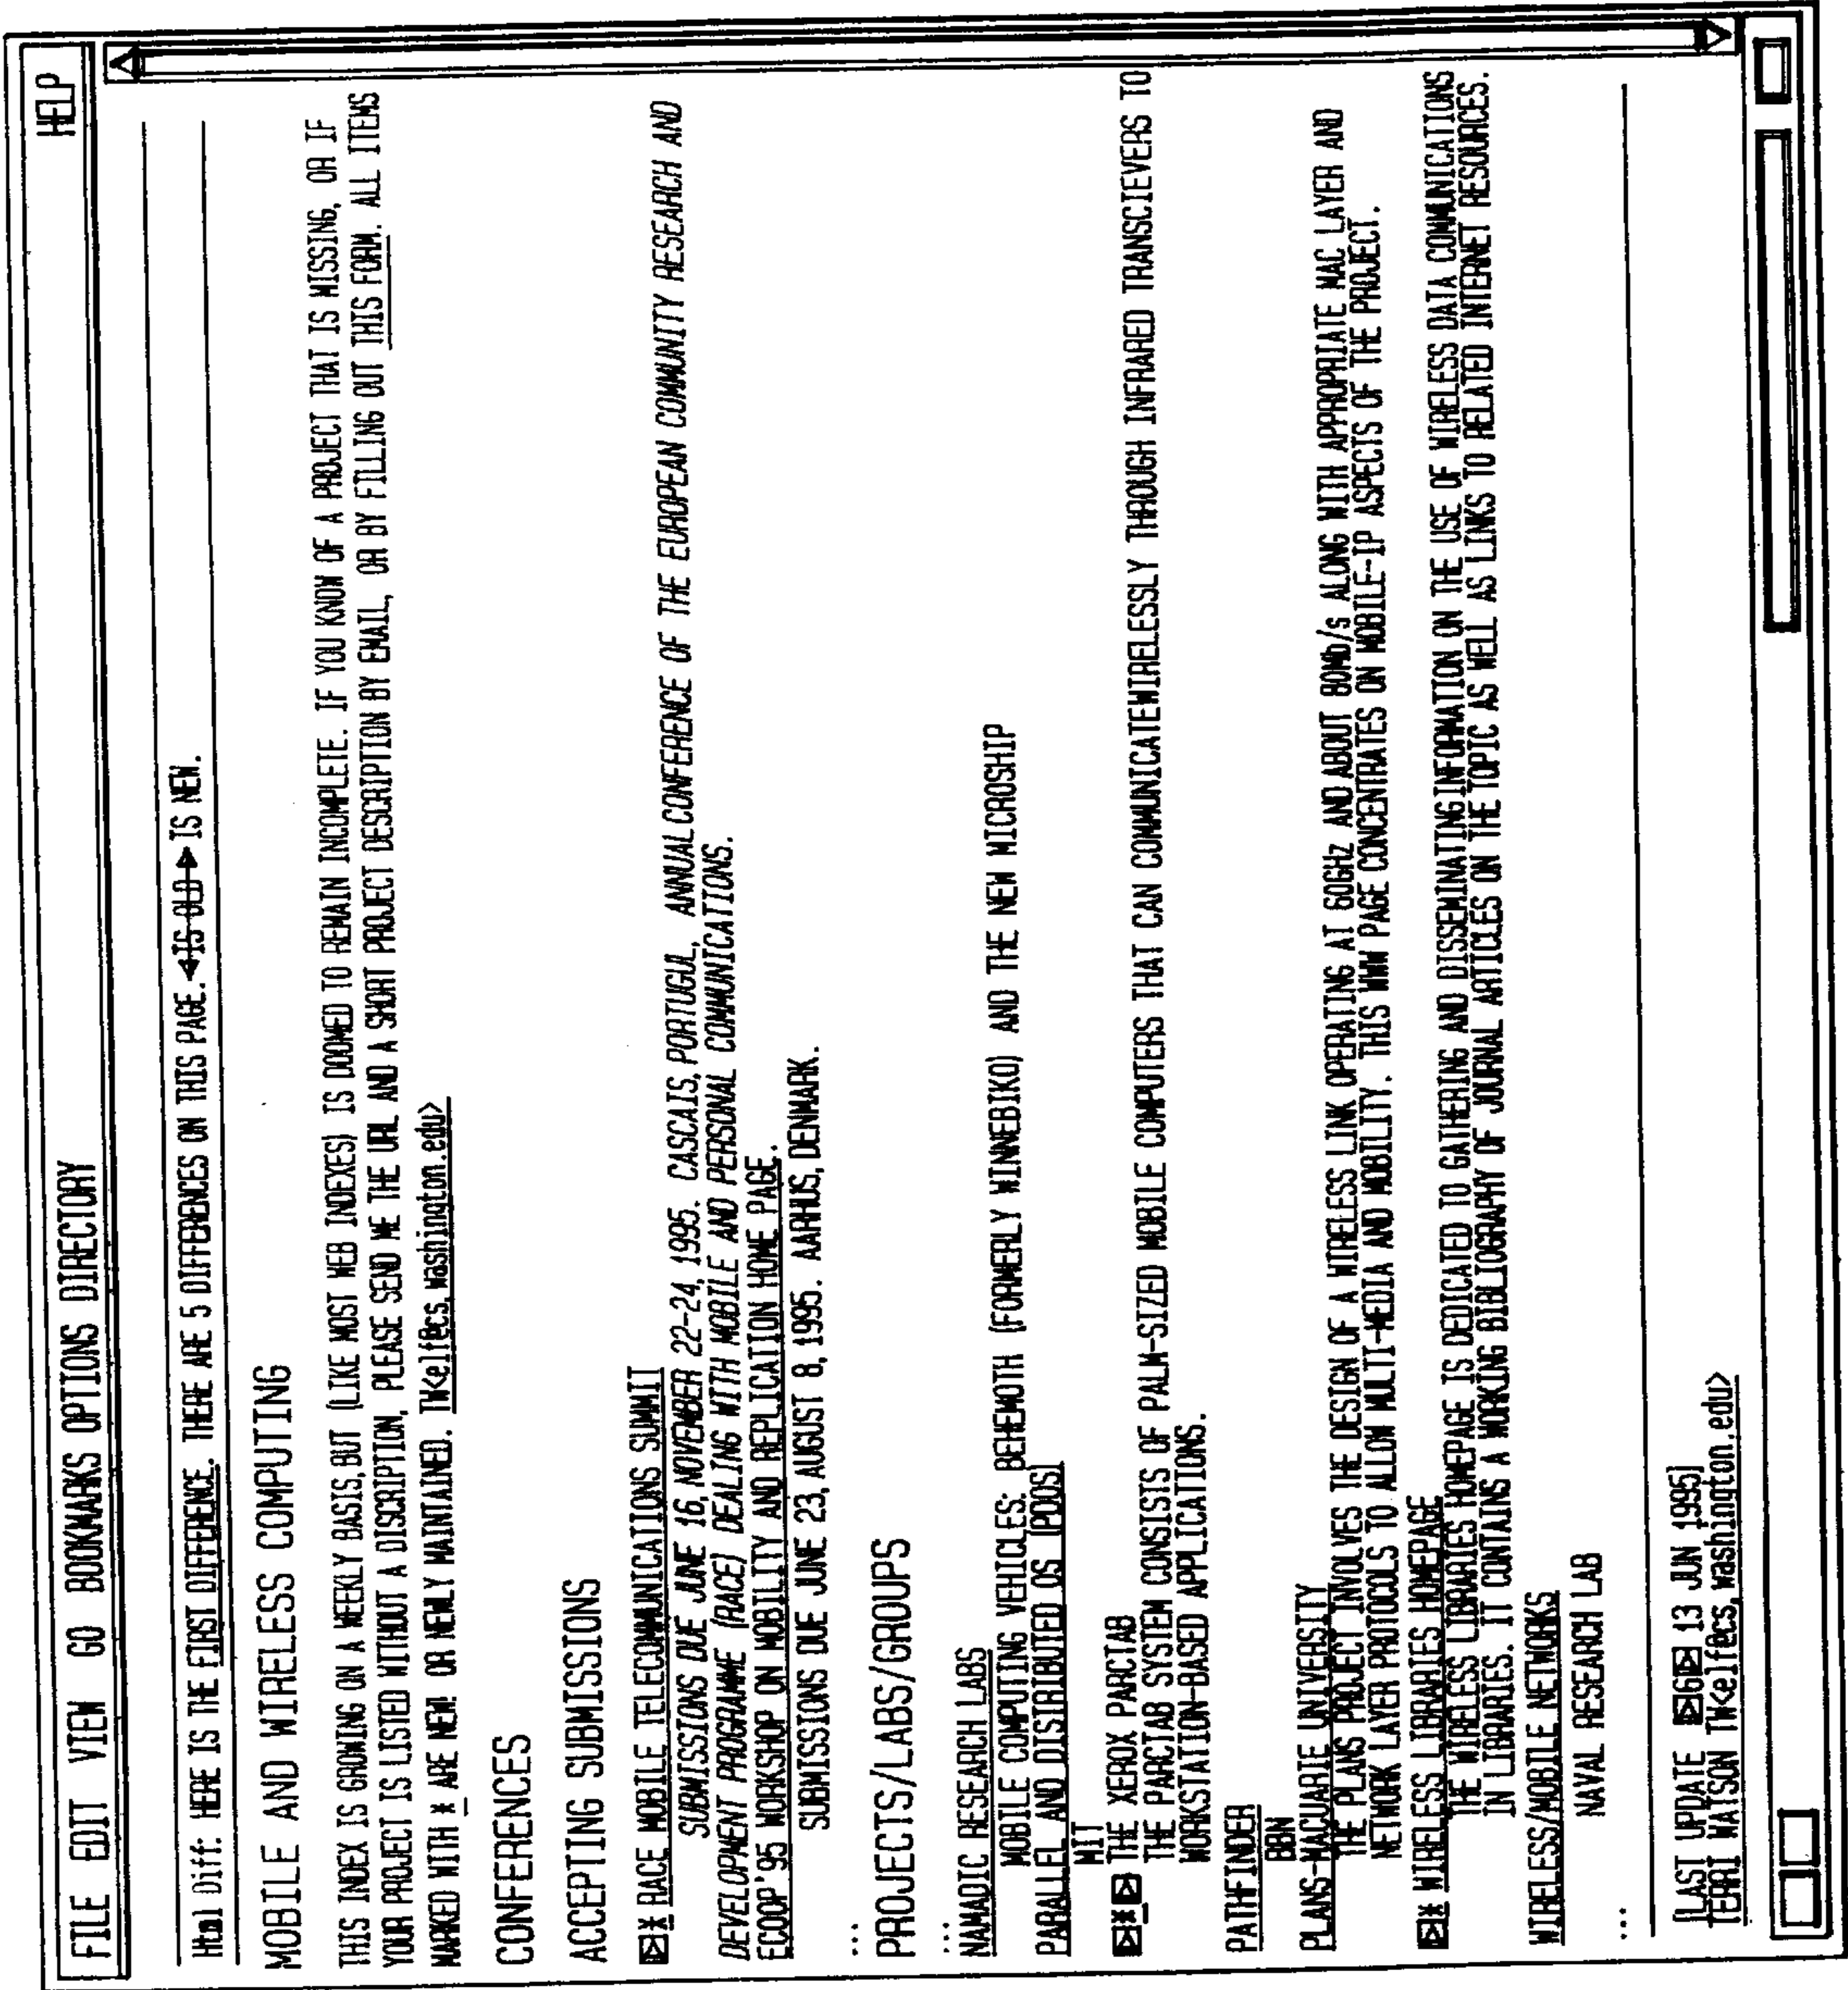 FILE EDIT VIEW GO BOOKMARKS OPTIONS DIRECTORY HELP
Html Diff: HERE IS THE FIRST DIFFERENCE. THERE ARE 5 DIFFERENCES ON THIS PAGE. IS OLD IS NEW.
MOBILE AND WIRELESS COMPUTING
THIS INDEX IS GROWING ON A WEEKLY BASIS, BUT (LIKE MOST WEB INDEXES) IS DOOMED TO REMAIN INCOMPLETE. IF YOU KNOW OF A PROJECT THAT IS MISSING, OR IF
YOUR PROJECT IS LISTED WITHOUT A DISCRIPTION, PLEASE SEND ME THE URL AND A SHORT PROJECT DESCRIPTION BY EMAIL, OR BY FILLING OUT THIS FORM. ALL ITEMS
MARKED WITH * ARE NEW! OR NEWLY MAINTAINED. TW<elf@cs,washington.edu>
CONFERENCES
ACCEPTING SUBMISSIONS
* RACE MOBILE TELECOMMUNICATIONS SUMMIT
SUBMISSIONS DUE JUNE 16, NOVEMBER 22-24, 1995. CASCAIS, PORTUGUL, ANNUALCONFERENCE OF THE EUROPEAN COMMUNITY RESEARCH AND
DEVELOPMENT PROGRAMME (RACE) DEALING WITH MOBILE AND PERSONAL COMMUNICATIONS.
ECOOP'95 WORKSHOP ON MOBILITY AND REPLICATION HOME PAGE.
SUBMISSIONS DUE JUNE 23, AUGUST 8, 1995. AARHUS, DENMARK.
...
PROJECTS/LABS/GROUPS
...
NAMADIC RESEARCH LABS
MOBILE COMPUTING VEHICLES: BEHEMOTH (FORMERLY WINNEBIKO) AND THE NEW MICROSHIP
PARALLEL AND DISTRIBUTED OS (PDOS)
MIT
* THE XEROX PARCTAB
THE PARCTAB SYSTEM CONSISTS OF PALM-SIZED MOBILE COMPUTERS THAT CAN COMMUNICATEWIRELESSLY THROUGH INFRARED TRANSCIEVERS TO
WORKSTATION-BASED APPLICATIONS.
PATHFINDER
BBN
PLANS-MACQUARIE UNIVERSITY
THE PLANS PROJECT INVOLVES THE DESIGN OF A WIRELESS LINK OPERATING AT 60GHz AND ABOUT 80Mb/s ALONG WITH APPROPRIATE MAC LAYER AND
NETWORK LAYER PROTOCOLS TO ALLOW MULTI-MEDIA AND MOBILITY. THIS WWW PAGE CONCENTRATES ON MOBILE-IP ASPECTS OF THE PROJECT.
* WIRELESS LIBRARIES HOMEPAGE
THE WIRELESS LIBRARIES HOMEPAGE IS DEDICATED TO GATHERING AND DISSEMINATINGINFORMATION ON THE USE OF WIRELESS DATA COMMUNICATIONS
IN LIBRARIES. IT CONTAINS A WORKING BIBLIOGRAPHY OF JOURNAL ARTICLES ON THE TOPIC AS WELL AS LINKS TO RELATED INTERNET RESOURCES.
WIRELESS/MOBILE NETWORKS
NAVAL RESEARCH LAB
...
[LAST UPDATE 6 13 JUN 1995]
TERRI WATSON TW<elf@cs,washington.edu>